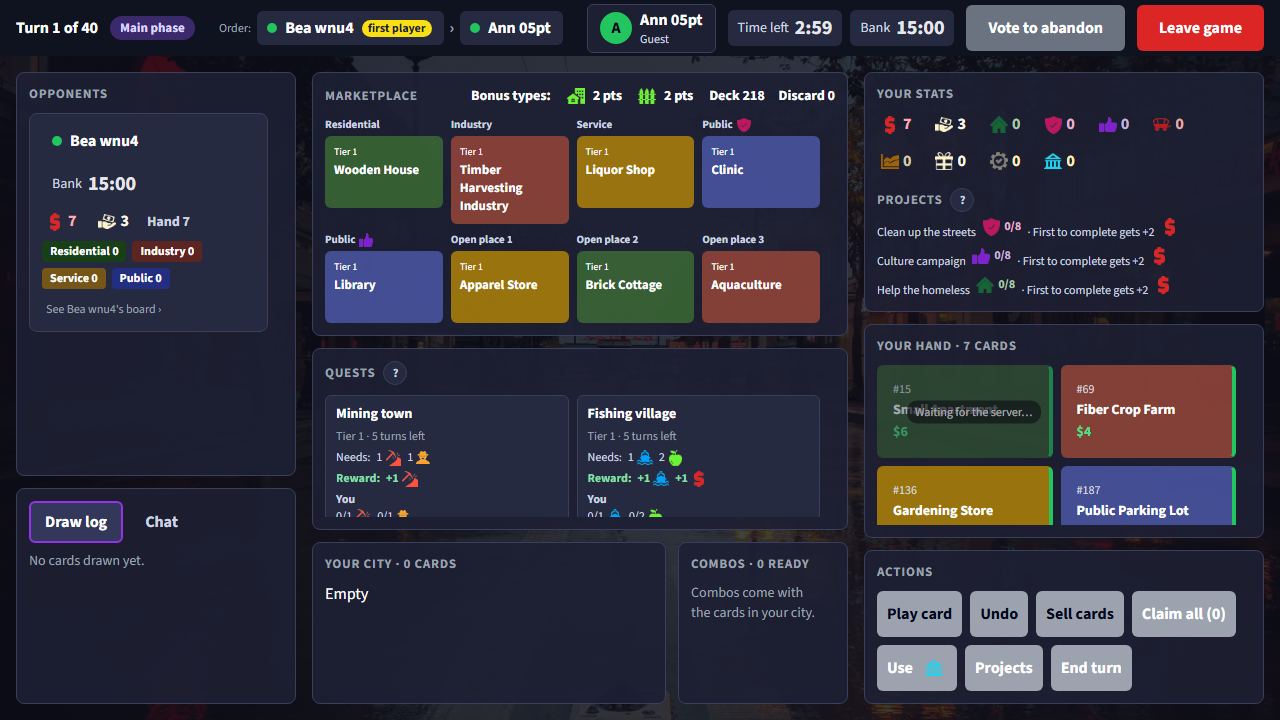 Turn 1 of 40
Main phase
Order:
Bea wnu4
first player
›
Ann 05pt
A
Ann 05pt
Guest
Time left 2:59
Bank 15:00
Vote to abandon
Leave game
OPPONENTS
Bea wnu4
Bank 15:00
7
3
Hand 7
Residential 0
Industry 0
Service 0
Public 0
See Bea wnu4's board ›
Draw log
Chat
No cards drawn yet.
MARKETPLACE
Bonus types:
2 pts
2 pts
Deck 218
Discard 0
Residential
Industry
Service
Public
Tier 1
Wooden House
Tier 1
Timber
Harvesting
Industry
Tier 1
Liquor Shop
Tier 1
Clinic
Public
Open place 1
Open place 2
Open place 3
Tier 1
Library
Tier 1
Apparel Store
Tier 1
Brick Cottage
Tier 1
Aquaculture
QUESTS
?
Mining town
Tier 1 · 5 turns left
Needs: 1 1
Reward: +1
You
0/1 0/1
Fishing village
Tier 1 · 5 turns left
Needs: 1 2
Reward: +1 +1
You
0/1 0/2
YOUR CITY · 0 CARDS
Empty
COMBOS · 0 READY
Combos come with
the cards in your city.
YOUR STATS
7 3 0 0 0 0
0 0 0 0
PROJECTS
?
Clean up the streets 0/8 · First to complete gets +2
Culture campaign 0/8 · First to complete gets +2
Help the homeless 0/8 · First to complete gets +2
YOUR HAND · 7 CARDS
#15
Waiting for the server…
$6
#69
Fiber Crop Farm
$4
#136
Gardening Store
#187
Public Parking Lot
ACTIONS
Play card
Undo
Sell cards
Claim all (0)
Use
Projects
End turn